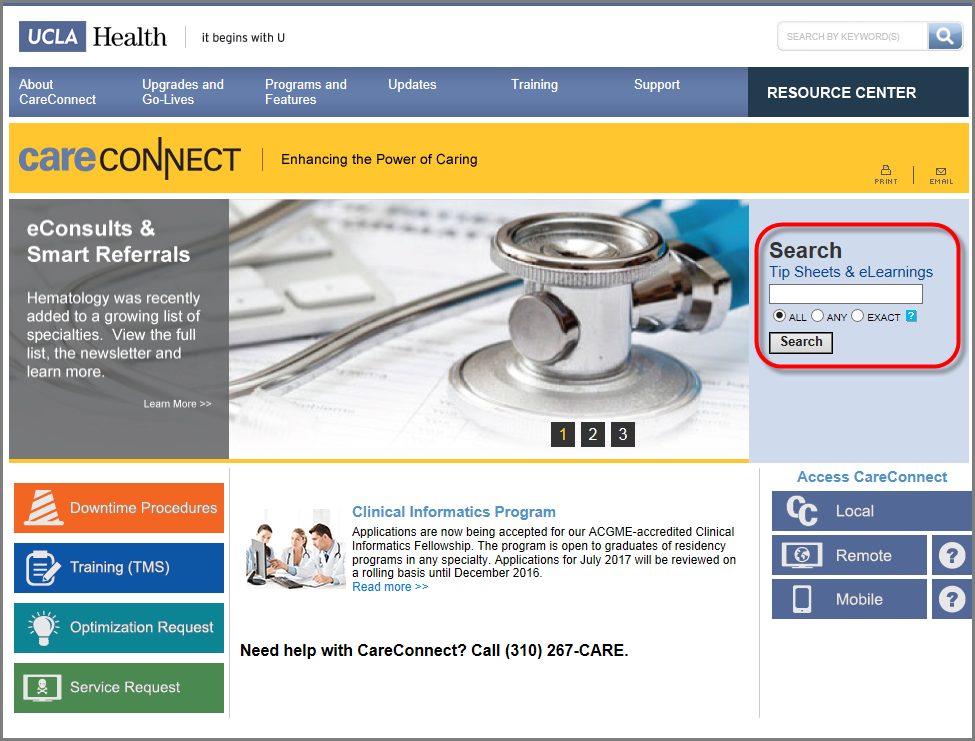 UCLA Health it begins with U
SEARCH BY KEYWORD(S)
About
CareConnect
Upgrades and
Go-Lives
Programs and
Features
Updates
Training
Support
RESOURCE CENTER
careCONNECT Enhancing the Power of Caring
PRINT
EMAIL
eConsults &
Smart Referrals
Hematology was recently
added to a growing list of
specialties. View the full
list, the newsletter and
learn more.
Learn More >>
1 2 3
Search
Tip Sheets & eLearnings
ALL ANY EXACT ?
Search
Downtime Procedures
Training (TMS)
Optimization Request
Service Request
Clinical Informatics Program
Applications are now being accepted for our ACGME-accredited Clinical
Informatics Fellowship. The program is open to graduates of residency
programs in any specialty. Applications for July 2017 will be reviewed on
a rolling basis until December 2016.
Read more >>
Need help with CareConnect? Call (310) 267-CARE.
Access CareConnect
CC Local
Remote ?
Mobile ?